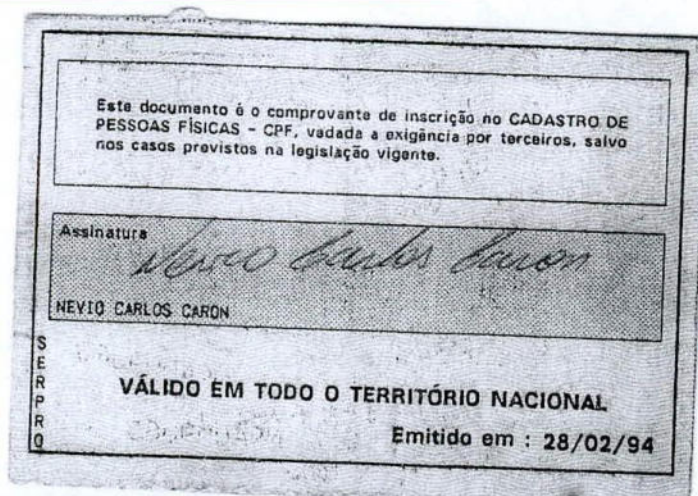 Este documento é o comprovante de inscrição no CADASTRO DE
PESSOAS FÍSICAS - CPF, vedada a exigência por terceiros, salvo
nos casos previstos na legislação vigente.
Assinatura
Nevio Carlos Caron
NEVIO CARLOS CARON
SERPRO
VÁLIDO EM TODO O TERRITÓRIO NACIONAL
Emitido em : 28/02/94